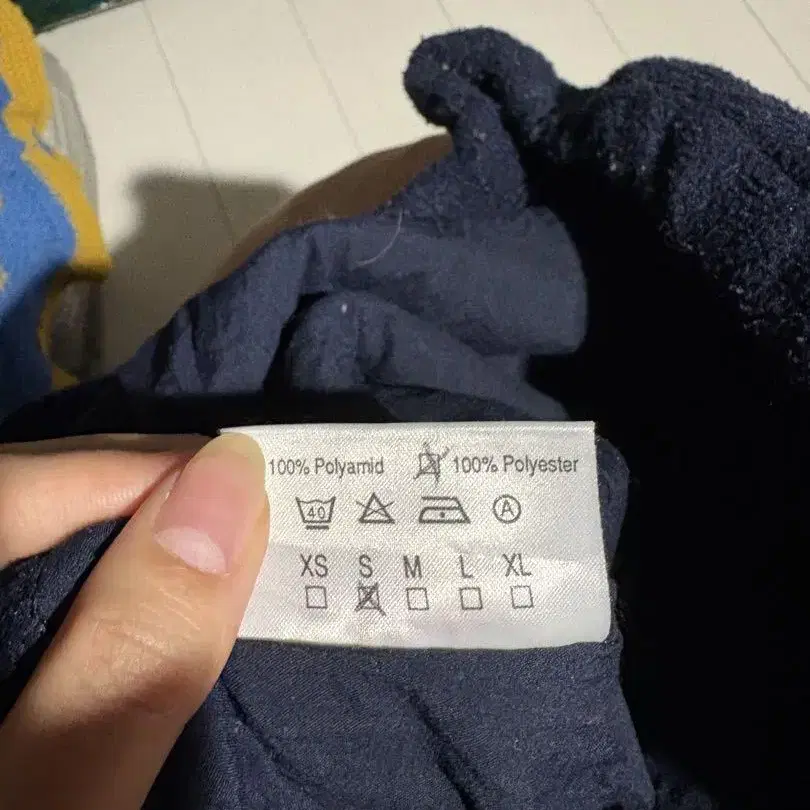 100% Polyamid 100% Polyester
40 A
XS S M L XL